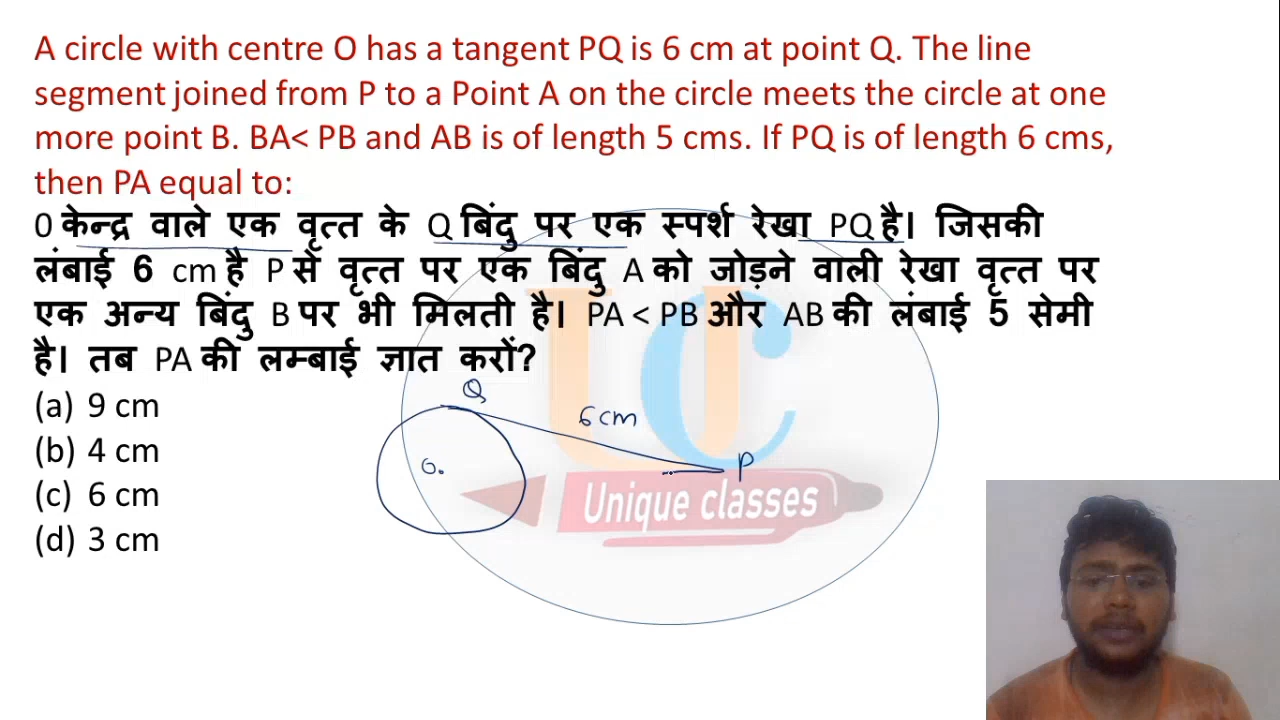 A circle with centre O has a tangent PQ is 6 cm at point Q. The line
segment joined from P to a Point A on the circle meets the circle at one
more point B. BA< PB and AB is of length 5 cms. If PQ is of length 6 cms,
then PA equal to:
0 केन्द्र वाले एक वृत्त के Q बिंदु पर एक स्पर्श रेखा PQ है। जिसकी
लंबाई 6 cm है P से वृत्त पर एक बिंदु A को जोड़ने वाली रेखा वृत्त पर
एक अन्य बिंदु B पर भी मिलती है। PA < PB और AB की लंबाई 5 सेमी
है। तब PA की लम्बाई ज्ञात करों?
(a) 9 cm
(b) 4 cm
(c) 6 cm
(d) 3 cm
Q
6cm
O.
P
UC
Unique classes